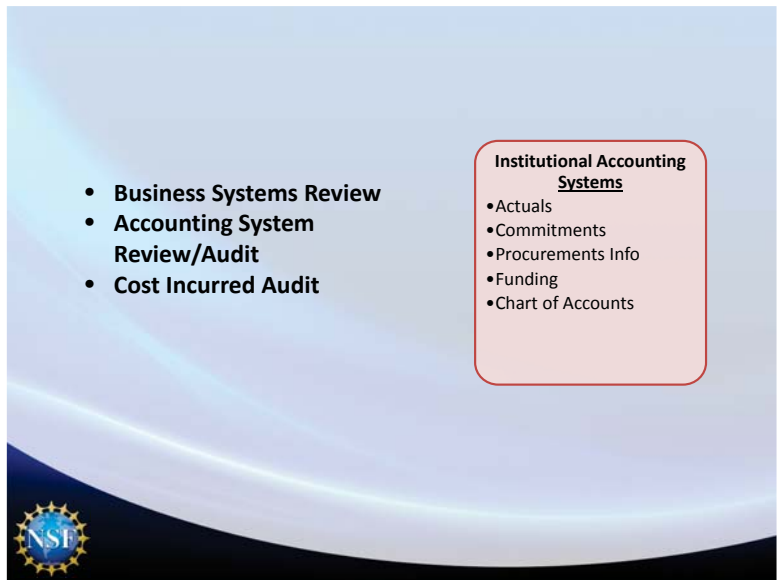 • Business Systems Review
• Accounting System
Review/Audit
• Cost Incurred Audit
Institutional Accounting
Systems
•Actuals
•Commitments
•Procurements Info
•Funding
•Chart of Accounts
NSF